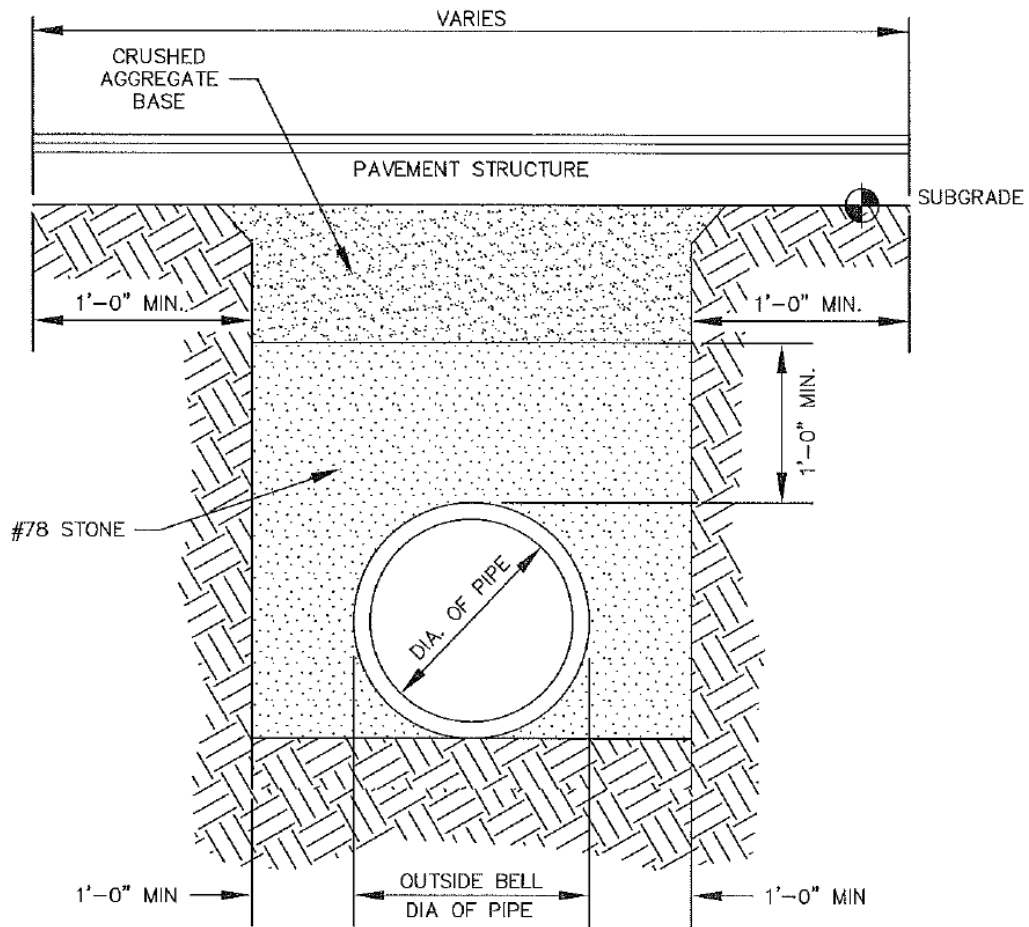 VARIES
CRUSHED
AGGREGATE
BASE
PAVEMENT STRUCTURE
SUBGRADE
1'-0" MIN.
1'-0" MIN.
1'-0" MIN.
#78 STONE
DIA. OF PIPE
1'-0" MIN
OUTSIDE BELL
DIA OF PIPE
1'-0" MIN